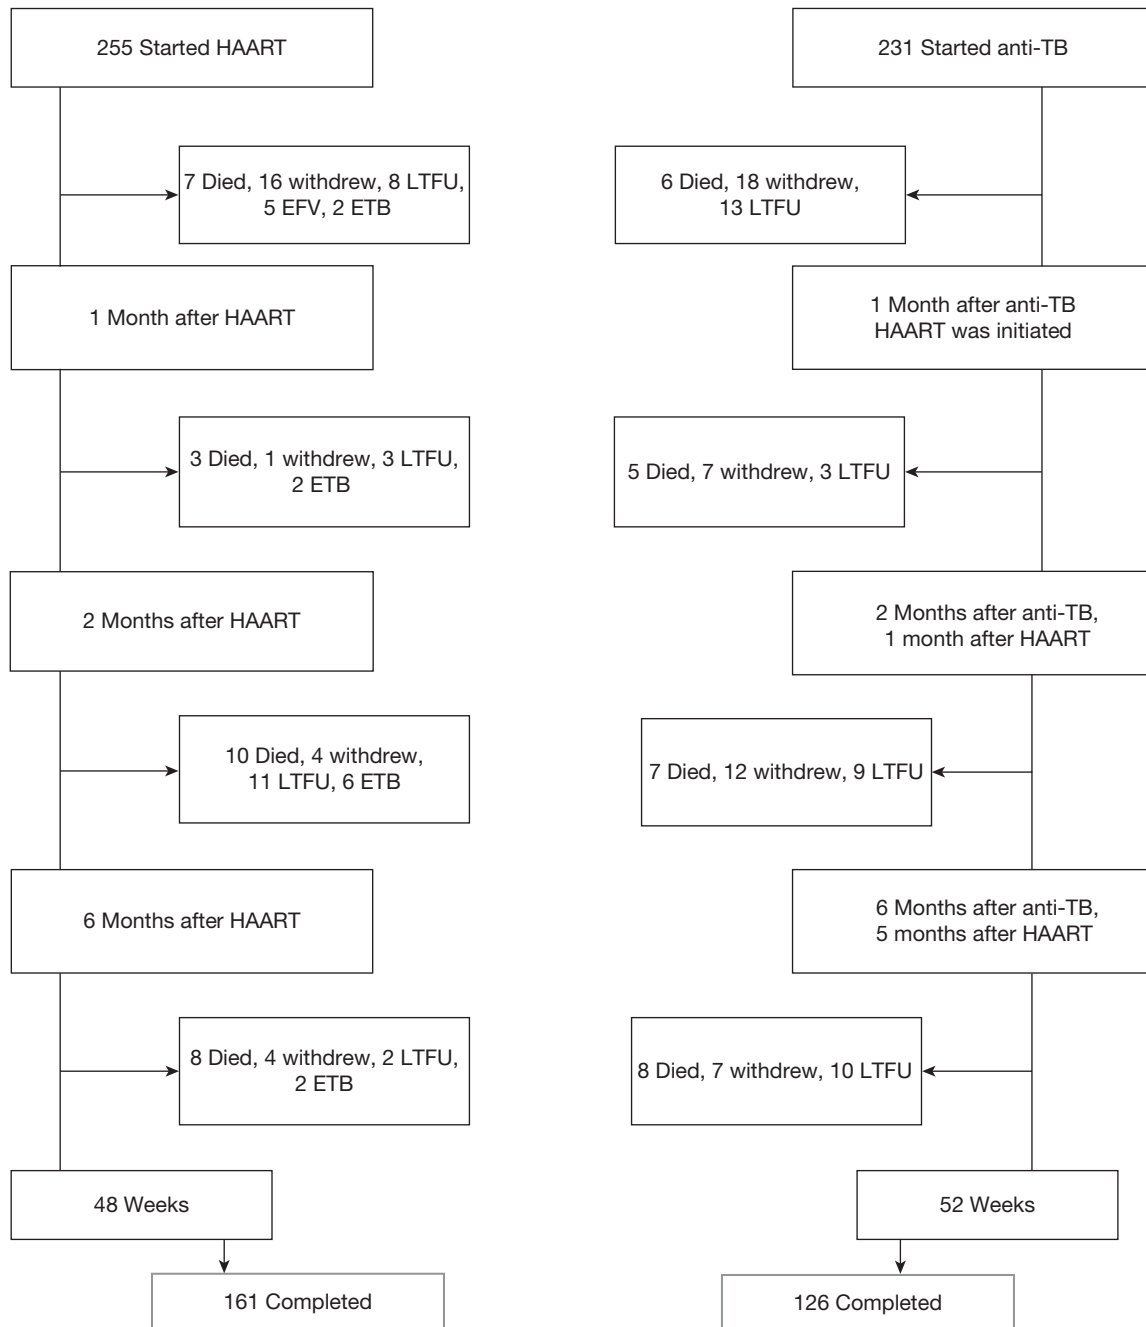 255 Started HAART
7 Died, 16 withdrew, 8 LTFU,
5 EFV, 2 ETB
1 Month after HAART
3 Died, 1 withdrew, 3 LTFU,
2 ETB
2 Months after HAART
10 Died, 4 withdrew,
11 LTFU, 6 ETB
6 Months after HAART
8 Died, 4 withdrew, 2 LTFU,
2 ETB
48 Weeks
161 Completed
231 Started anti-TB
6 Died, 18 withdrew,
13 LTFU
1 Month after anti-TB
HAART was initiated
5 Died, 7 withdrew, 3 LTFU
2 Months after anti-TB,
1 month after HAART
7 Died, 12 withdrew, 9 LTFU
6 Months after anti-TB,
5 months after HAART
8 Died, 7 withdrew, 10 LTFU
52 Weeks
126 Completed